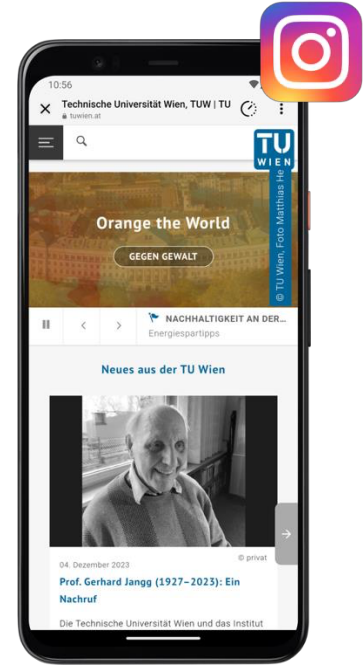 10:56
Technische Universität Wien, TUW | TU
tuwien.at
TU
WIEN
Orange the World
GEGEN GEWALT
© TU Wien, Foto Matthias He
NACHHALTIGKEIT AN DER...
Energiespartipps
Neues aus der TU Wien
© privat
04. Dezember 2023
Prof. Gerhard Jangg (1927–2023): Ein
Nachruf
Die Technische Universität Wien und das Institut